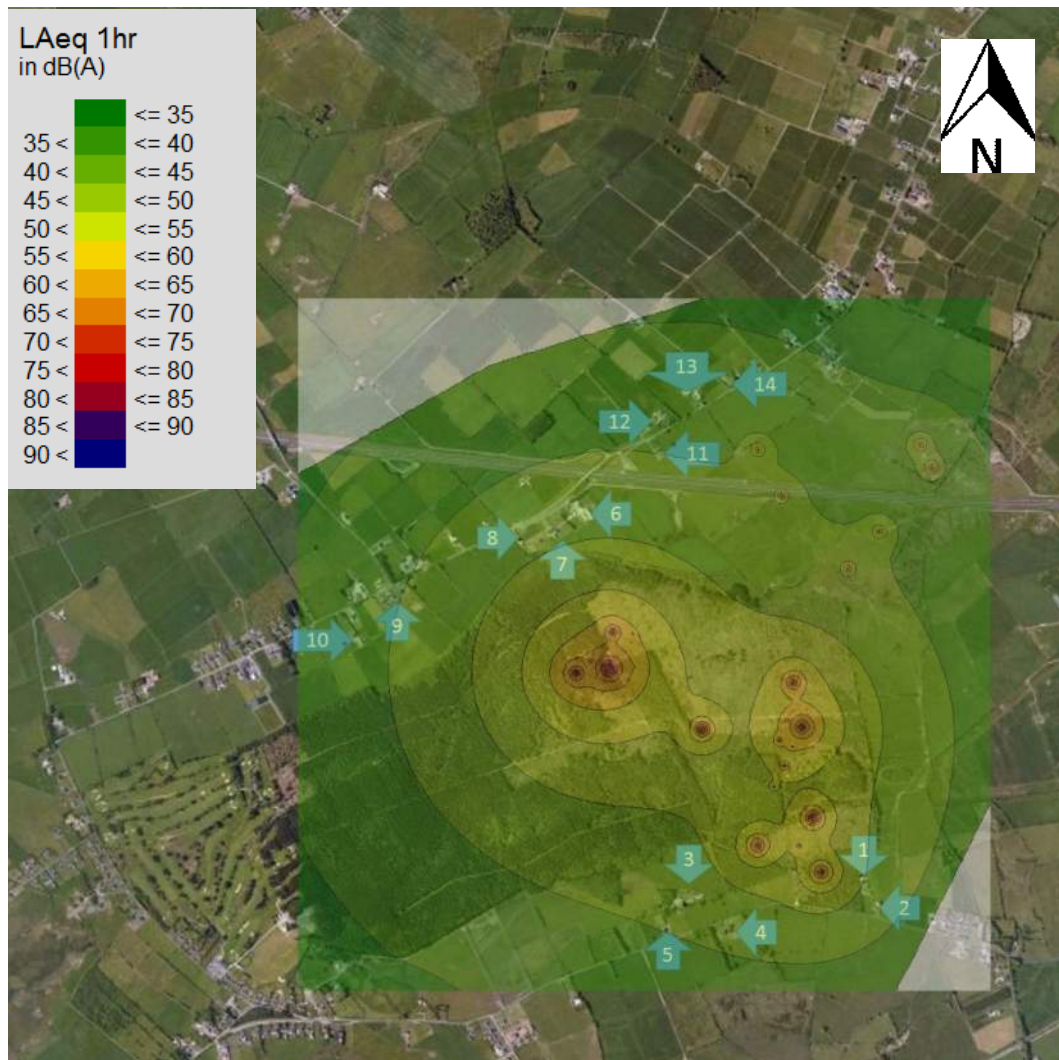 LAeq 1hr
in dB(A)
<= 35
35 < <= 40
40 < <= 45
45 < <= 50
50 < <= 55
55 < <= 60
60 < <= 65
65 < <= 70
70 < <= 75
75 < <= 80
80 < <= 85
85 < <= 90
90 <
N
13
14
12
11
6
8
7
9
10
1
3
2
4
5